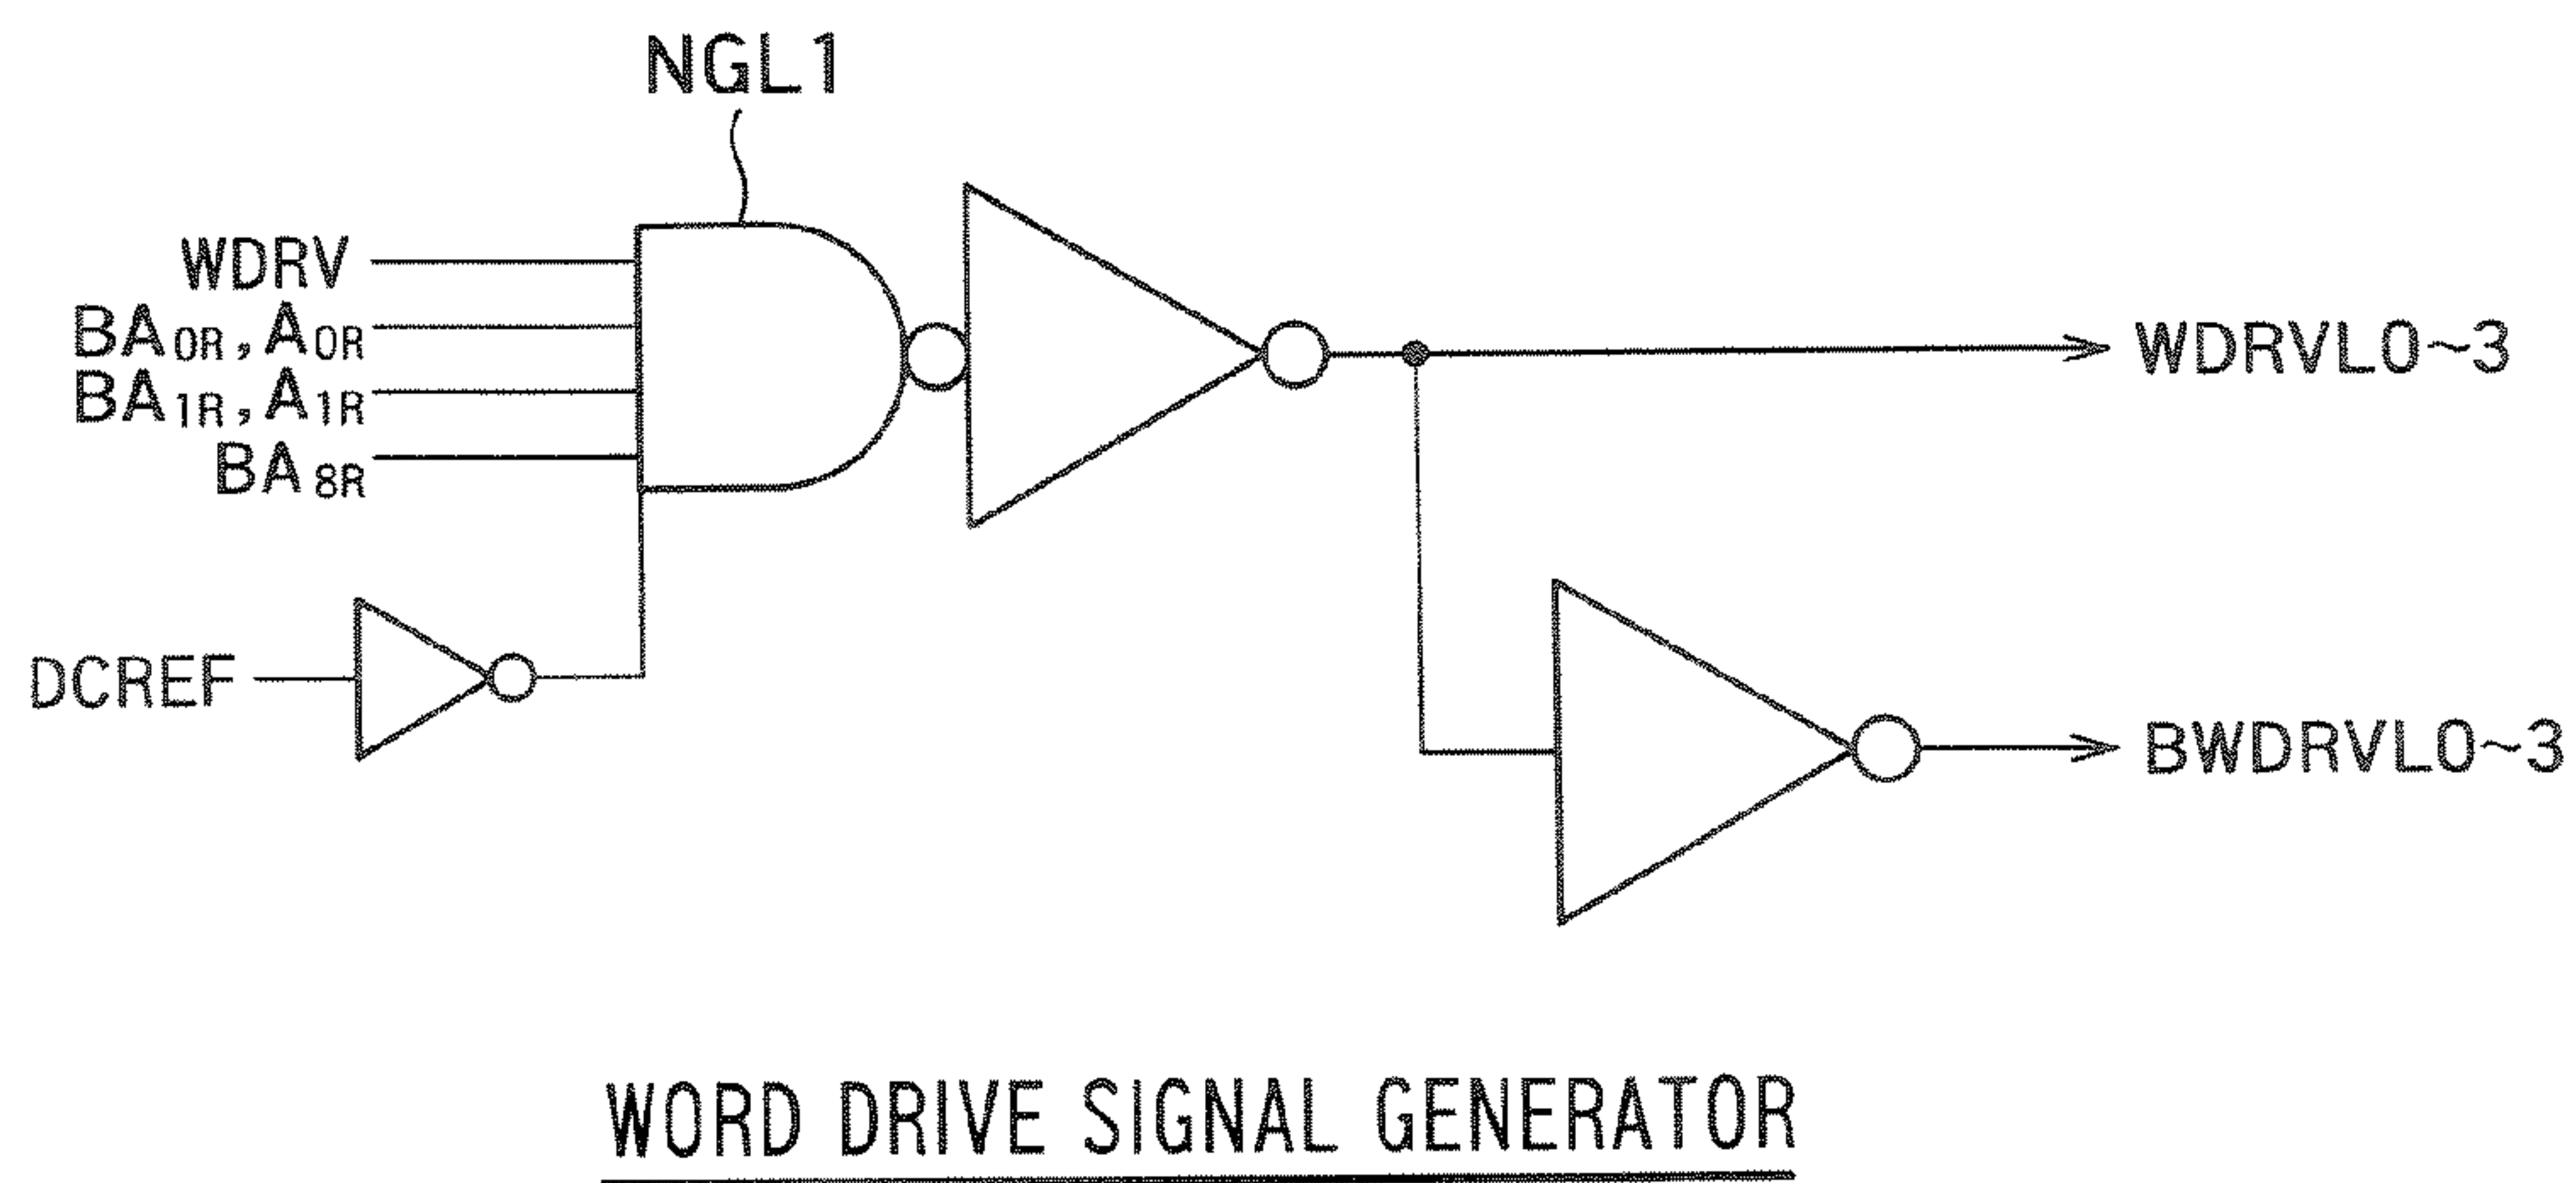 NGL1
WDRV
BA0R, A0R
BA1R, A1R
BA8R
DCREF
WDRVL0~3
BWDRVL0~3
WORD DRIVE SIGNAL GENERATOR